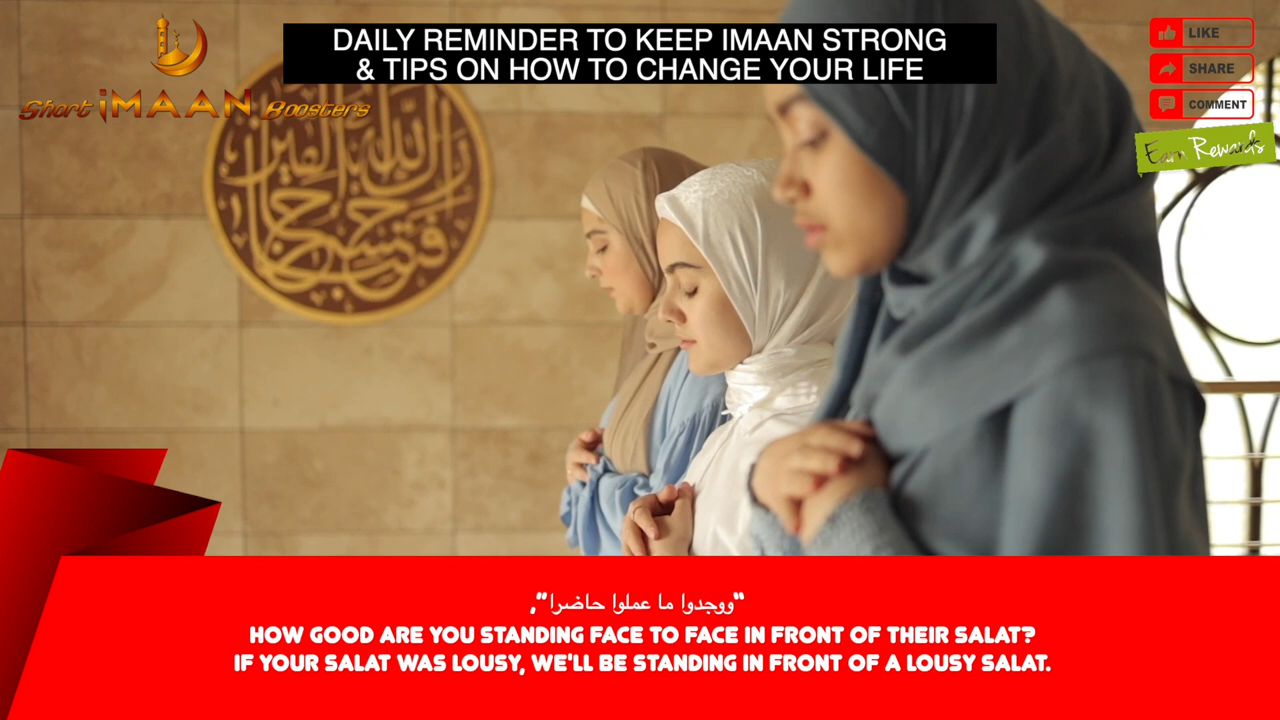 DAILY REMINDER TO KEEP IMAAN STRONG
& TIPS ON HOW TO CHANGE YOUR LIFE
Short iMAAN Boosters
LIKE
SHARE
COMMENT
Earn Rewards
“ووجدوا ما عملوا حاضرا”,
HOW GOOD ARE YOU STANDING FACE TO FACE IN FRONT OF THEIR SALAT?
IF YOUR SALAT WAS LOUSY, WE'LL BE STANDING IN FRONT OF A LOUSY SALAT.